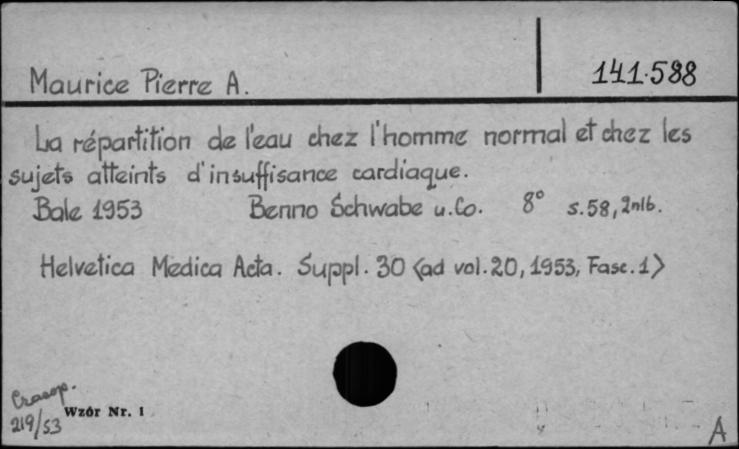 Maurice Pierre A.
141.588
La répartition de l'eau chez l'homme normal et chez les
sujets atteints d'insuffisance cardiaque.
Bale 1953 Benno Schwabe u.Co. 8° s.58, 2nlb.
Helvetica Medica Acta. Suppl. 30 <ad vol.20, 1953, Fasc.1>
Czasop.
219/53
Wzór Nr. 1
A